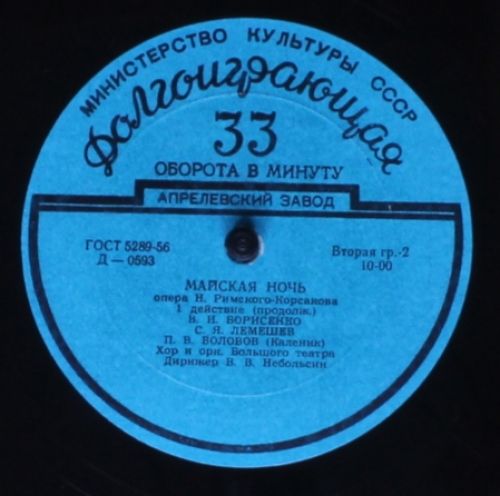 МИНИСТЕРСТВО КУЛЬТУРЫ СССР
Долгоиграющая
33
ОБОРОТА В МИНУТУ
АПРЕЛЕВСКИЙ ЗАВОД
ГОСТ 5289-56
Д — 0593
Вторая гр.-2
10-00
МАЙСКАЯ НОЧЬ
опера Н. Римского-Корсакова
1 действие (продолж.)
В. И. БОРИСЕНКО
С. Я. ЛЕМЕШЕВ
П. В. ВОЛОВОВ (Каленик)
Хор и орк. Большого театра
Дирижер В. В. Небольсин